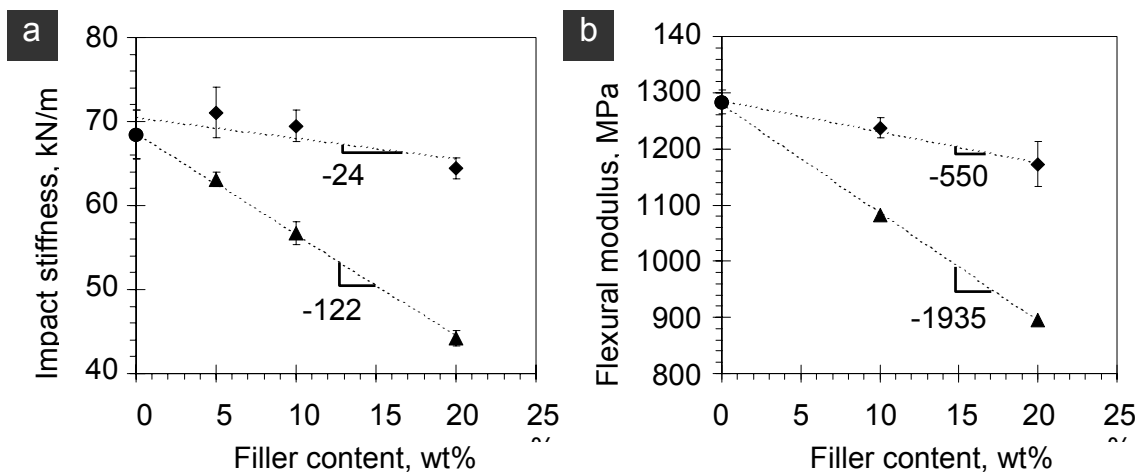 a
Impact stiffness, kN/m
80
70
60
50
40
-24
-122
0 5 10 15 20 25
%
Filler content, wt%
b
Flexural modulus, MPa
140
1300
1200
1100
1000
900
800
-550
-1935
0 5 10 15 20 25
%
Filler content, wt%